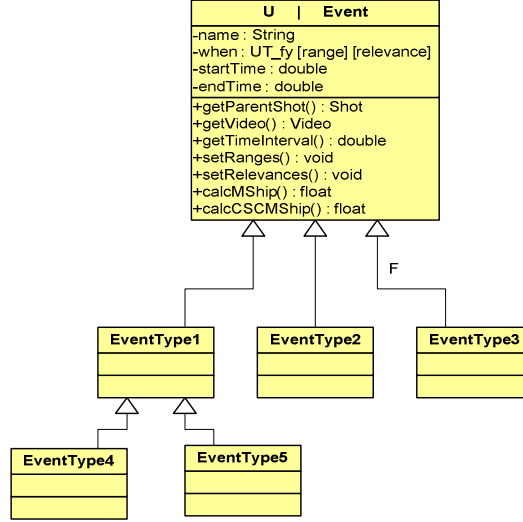 U | Event
-name : String
-when : UT_fy [range] [relevance]
-startTime : double
-endTime : double
+getParentShot() : Shot
+getVideo() : Video
+getTimeInterval() : double
+setRanges() : void
+setRelevances() : void
+calcMShip() : float
+calcCSCMShip() : float
F
EventType1
EventType2
EventType3
EventType4
EventType5